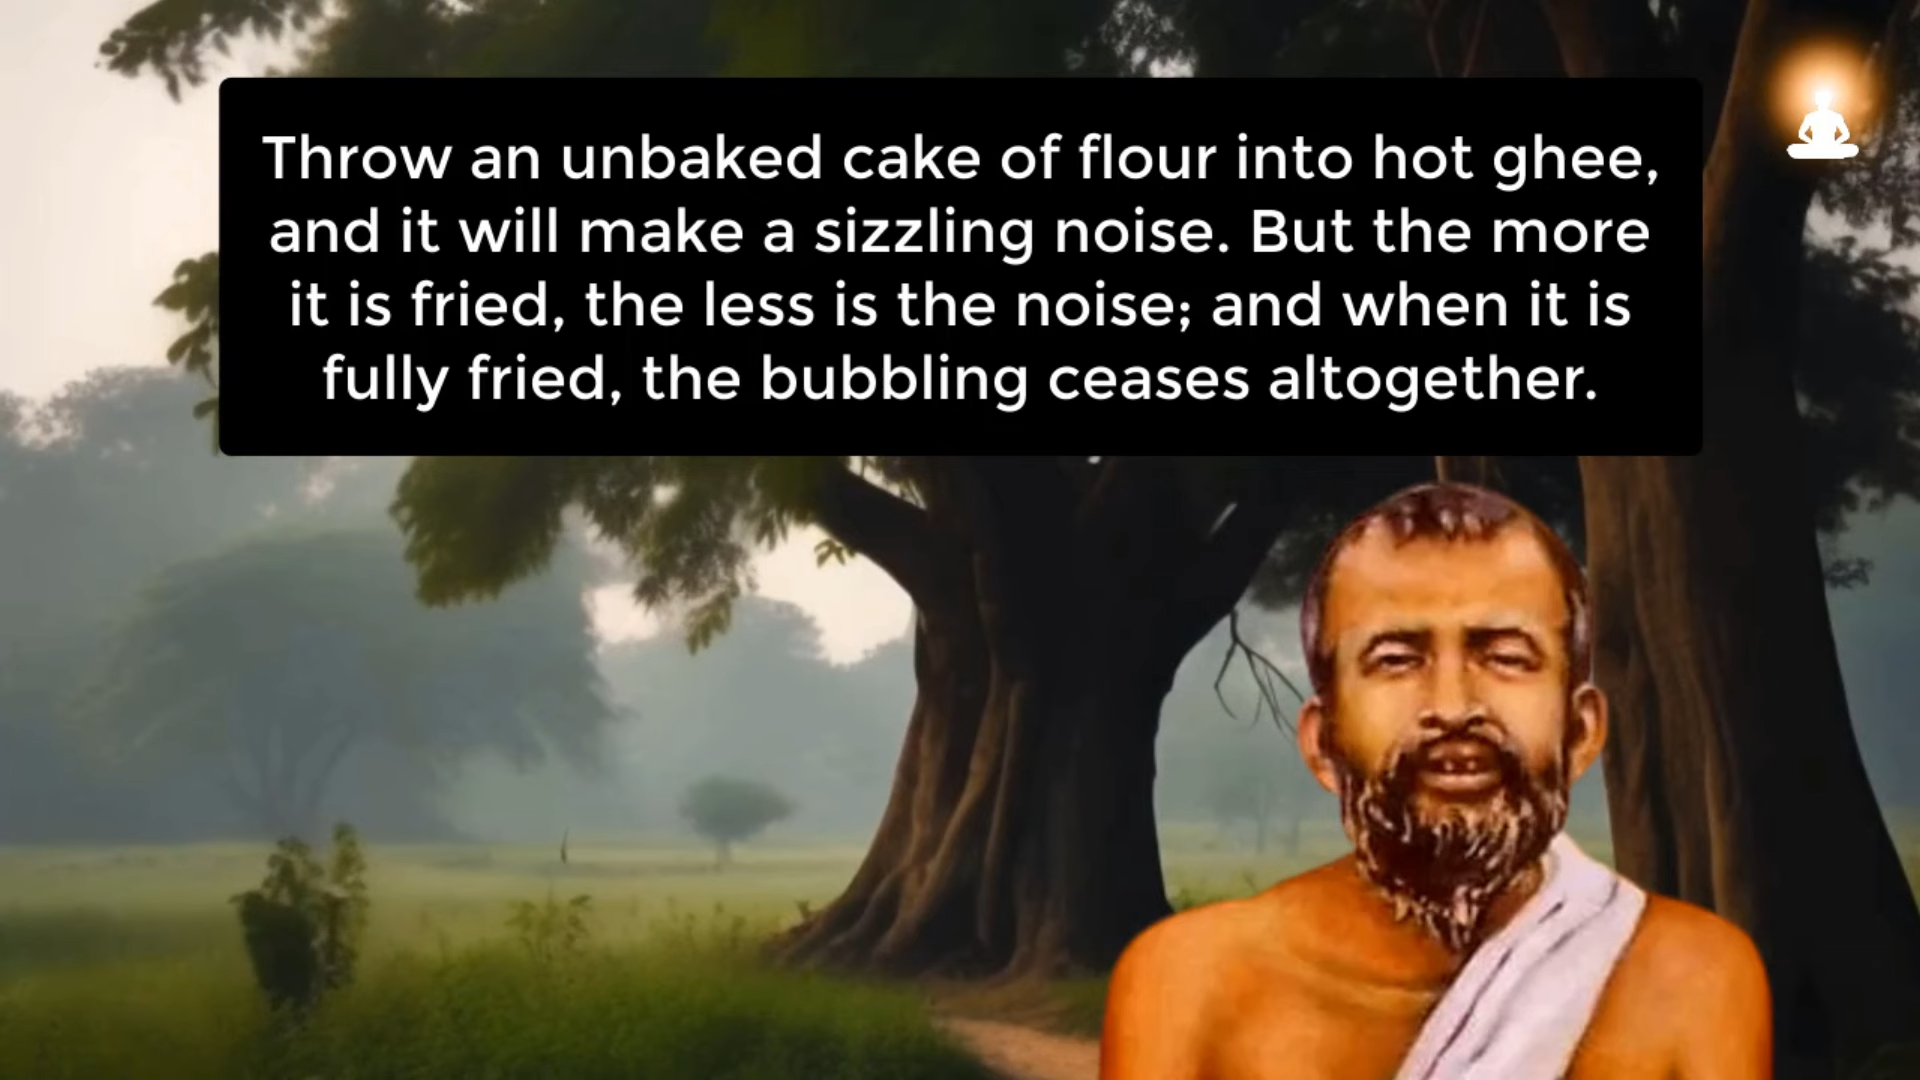 Throw an unbaked cake of flour into hot ghee,
and it will make a sizzling noise. But the more
it is fried, the less is the noise; and when it is
fully fried, the bubbling ceases altogether.